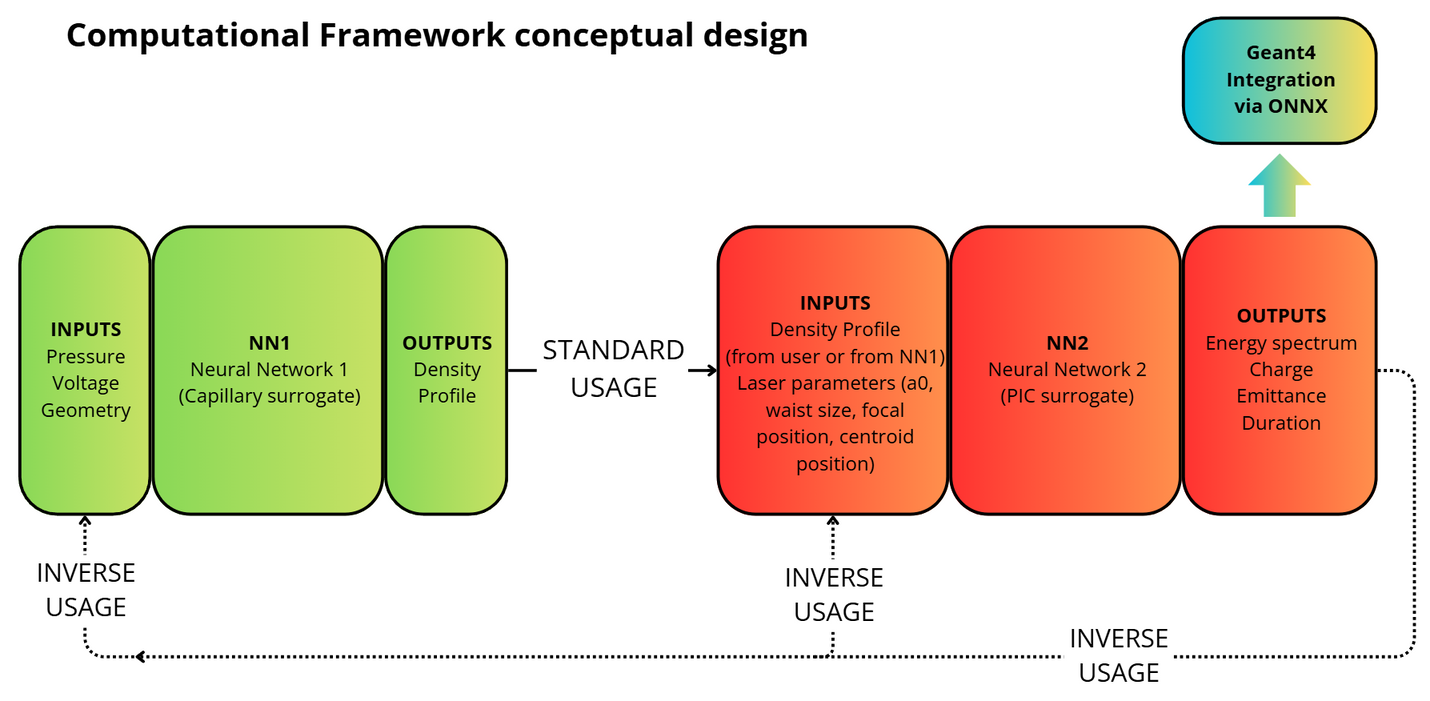 Computational Framework conceptual design
Geant4
Integration
via ONNX
INPUTS
Pressure
Voltage
Geometry
NN1
Neural Network 1
(Capillary surrogate)
OUTPUTS
Density
Profile
STANDARD
USAGE
INPUTS
Density Profile
(from user or from NN1)
Laser parameters (a0,
waist size, focal
position, centroid
position)
NN2
Neural Network 2
(PIC surrogate)
OUTPUTS
Energy spectrum
Charge
Emittance
Duration
INVERSE
USAGE
INVERSE
USAGE
INVERSE
USAGE